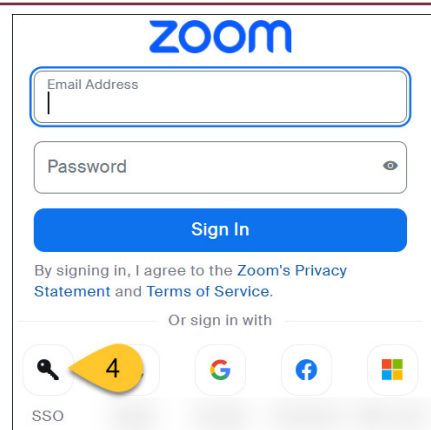 zoom
Email Address
Password
Sign In
By signing in, I agree to the Zoom's Privacy
Statement and Terms of Service.
Or sign in with
4
SSO